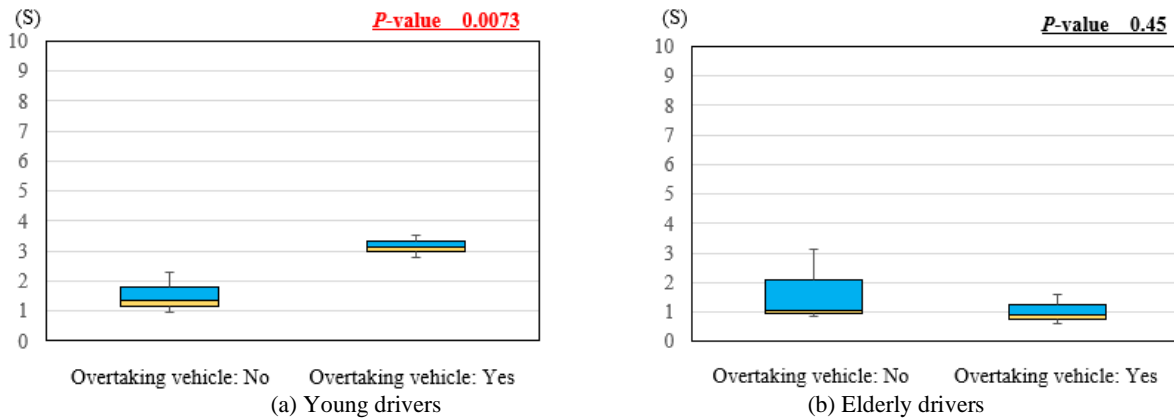 (S)
P-value 0.0073
10
9
8
7
6
5
4
3
2
1
0
Overtaking vehicle: No Overtaking vehicle: Yes
(a) Young drivers
(S)
P-value 0.45
10
9
8
7
6
5
4
3
2
1
0
Overtaking vehicle: No Overtaking vehicle: Yes
(b) Elderly drivers